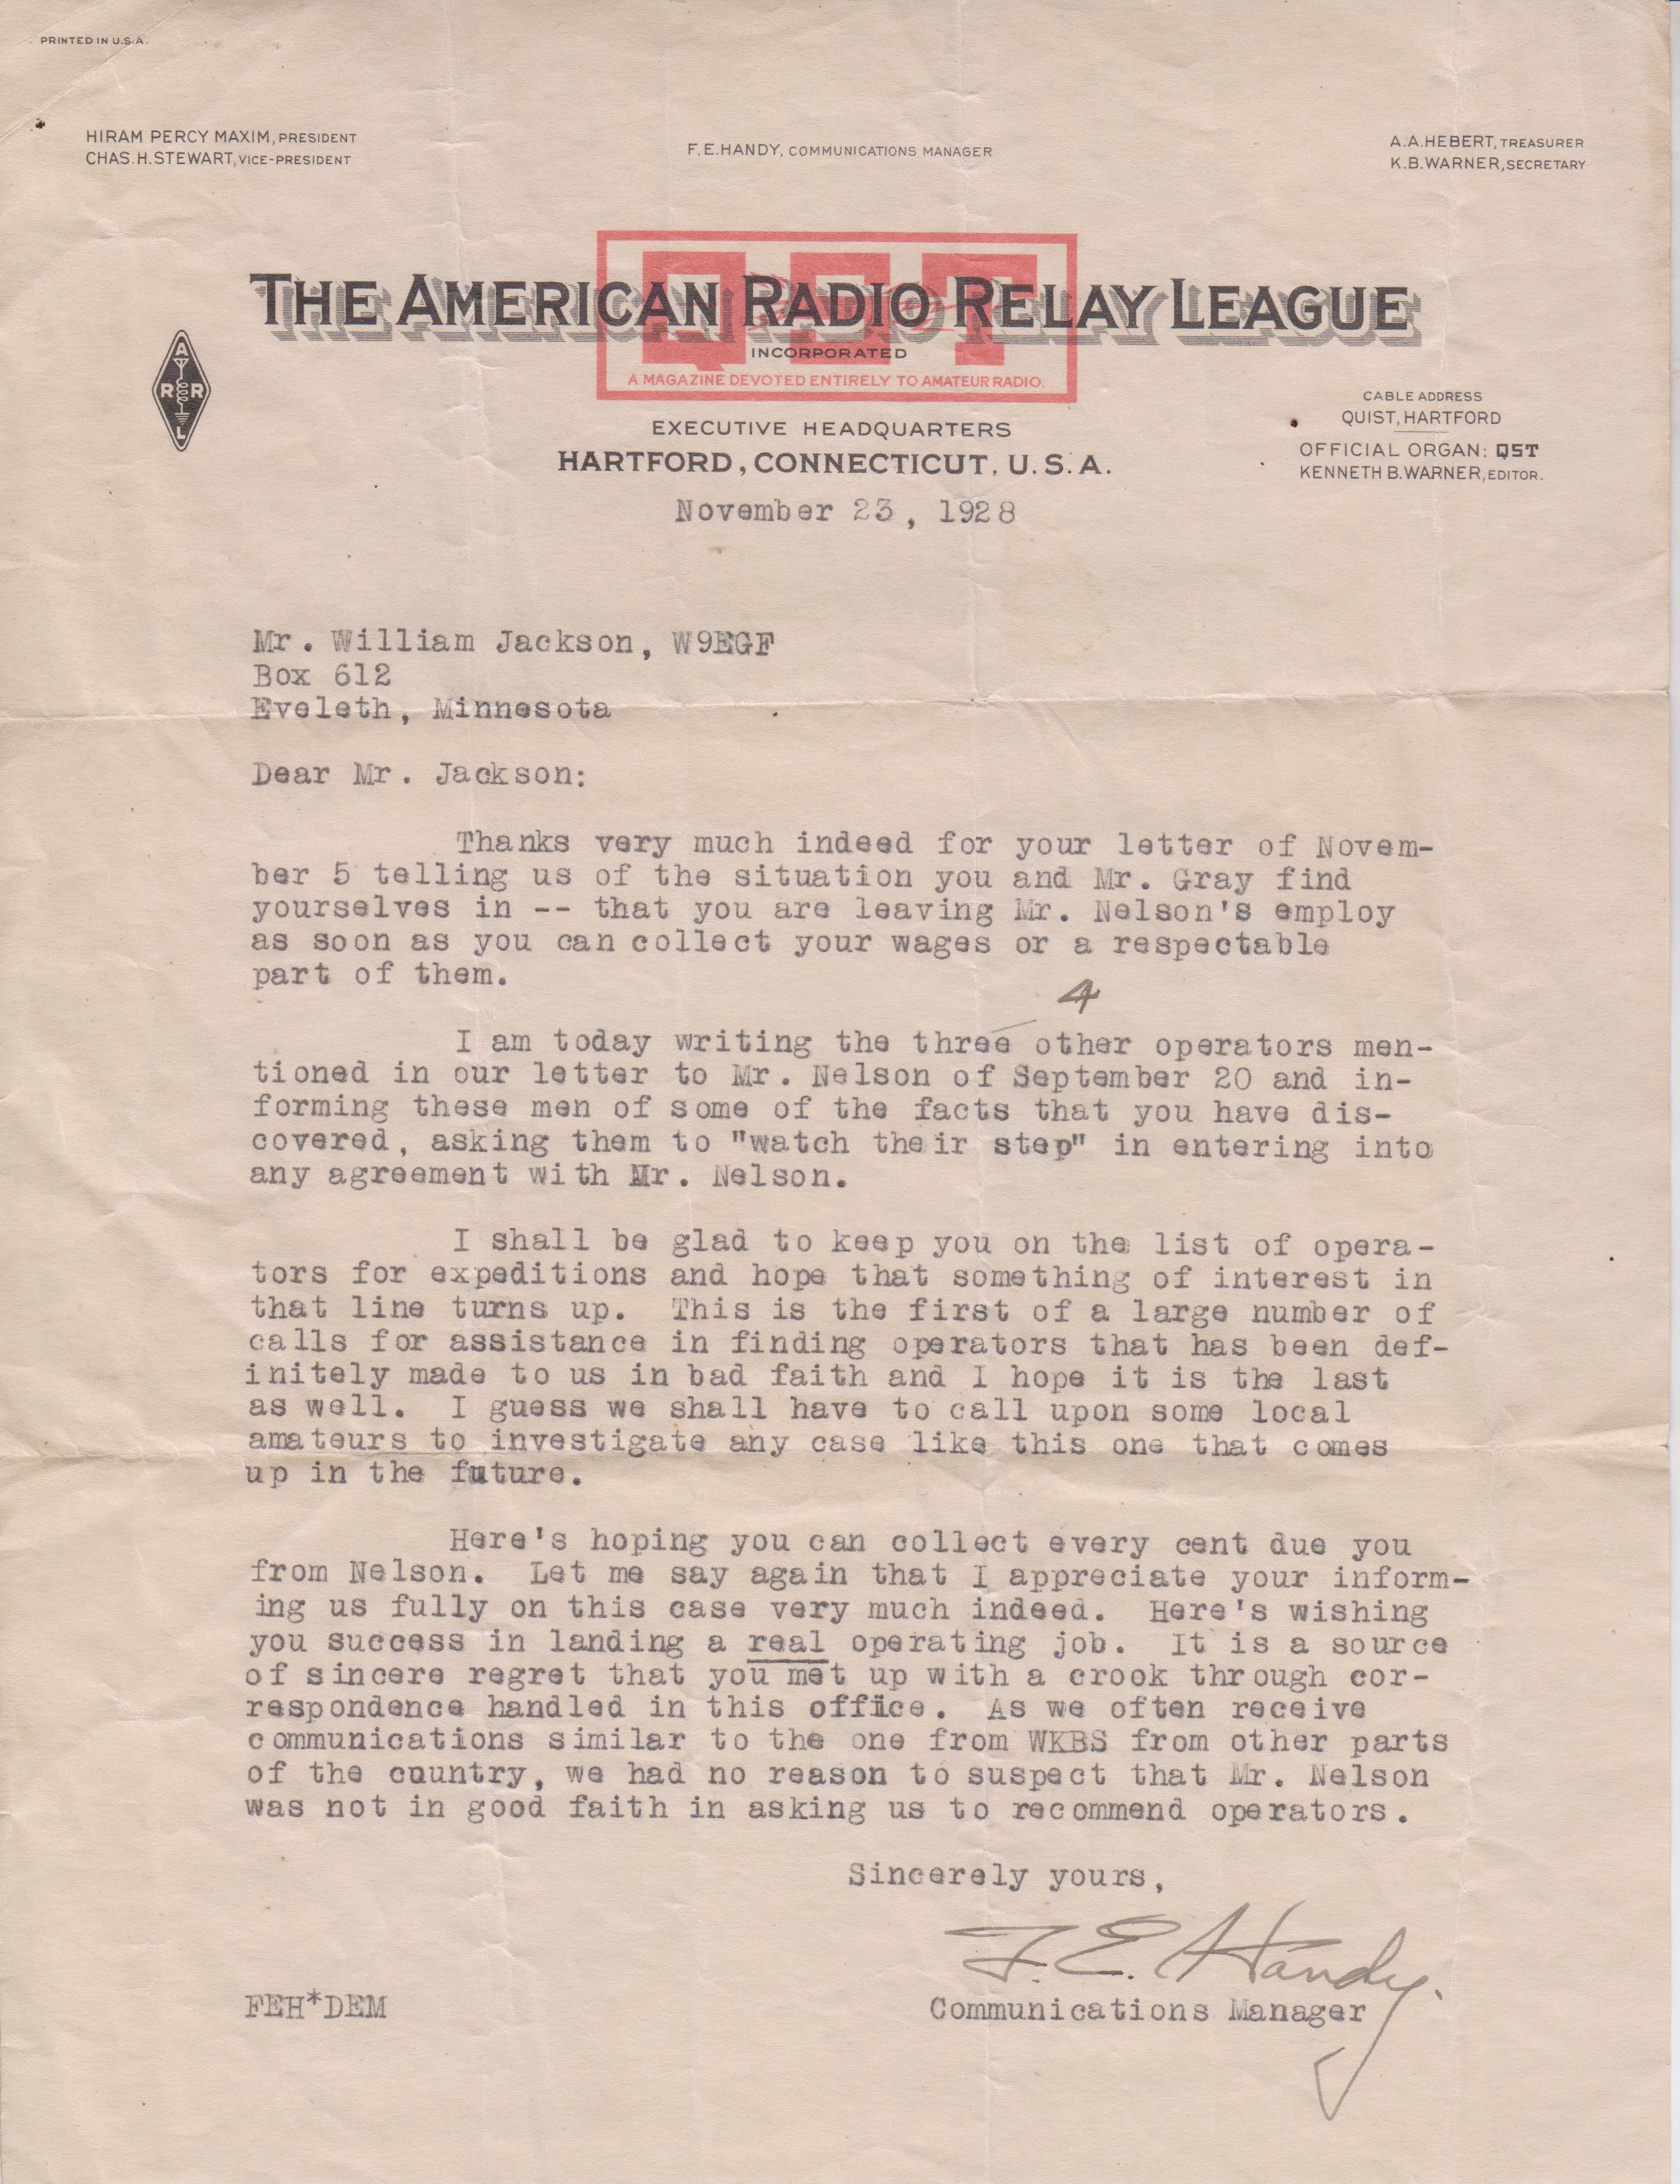 PRINTED IN U.S.A.
HIRAM PERCY MAXIM, PRESIDENT
CHAS. H. STEWART, VICE-PRESIDENT
F. E. HANDY, COMMUNICATIONS MANAGER
A. A. HEBERT, TREASURER
K. B. WARNER, SECRETARY
QST
THE AMERICAN RADIO RELAY LEAGUE
INCORPORATED
A MAGAZINE DEVOTED ENTIRELY TO AMATEUR RADIO.
A
R R
L
EXECUTIVE HEADQUARTERS
HARTFORD, CONNECTICUT, U.S.A.
CABLE ADDRESS
QUIST, HARTFORD
OFFICIAL ORGAN: QST
KENNETH B. WARNER, EDITOR.
November 23, 1928
Mr. William Jackson, W9EGF
Box 612
Eveleth, Minnesota
Dear Mr. Jackson:
Thanks very much indeed for your letter of Novem-
ber 5 telling us of the situation you and Mr. Gray find
yourselves in -- that you are leaving Mr. Nelson's employ
as soon as you can collect your wages or a respectable
part of them.
4
I am today writing the three other operators men-
tioned in our letter to Mr. Nelson of September 20 and in-
forming these men of some of the facts that you have dis-
covered, asking them to "watch their step" in entering into
any agreement with Mr. Nelson.
I shall be glad to keep you on the list of opera-
tors for expeditions and hope that something of interest in
that line turns up. This is the first of a large number of
calls for assistance in finding operators that has been def-
initely made to us in bad faith and I hope it is the last
as well. I guess we shall have to call upon some local
amateurs to investigate any case like this one that comes
up in the future.
Here's hoping you can collect every cent due you
from Nelson. Let me say again that I appreciate your inform-
ing us fully on this case very much indeed. Here's wishing
you success in landing a real operating job. It is a source
of sincere regret that you met up with a crook through cor-
respondence handled in this office. As we often receive
communications similar to the one from WKBS from other parts
of the country, we had no reason to suspect that Mr. Nelson
was not in good faith in asking us to recommend operators.
Sincerely yours,
F. E. Handy.
Communications Manager
FEH*DEM